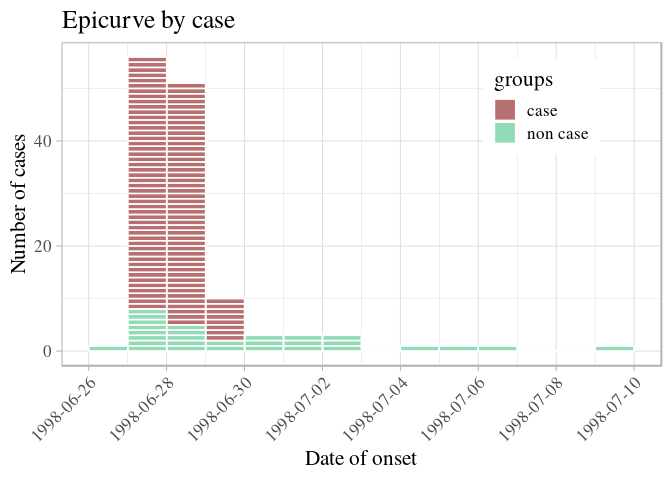 Epicurve by case
groups
case
non case
Number of cases
40
20
0
1998-06-26
1998-06-28
1998-06-30
1998-07-02
1998-07-04
1998-07-06
1998-07-08
1998-07-10
Date of onset